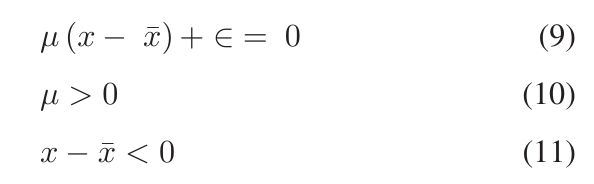 μ (x − x̄) + ∈ = 0 (9)
μ > 0 (10)
x − x̄ < 0 (11)